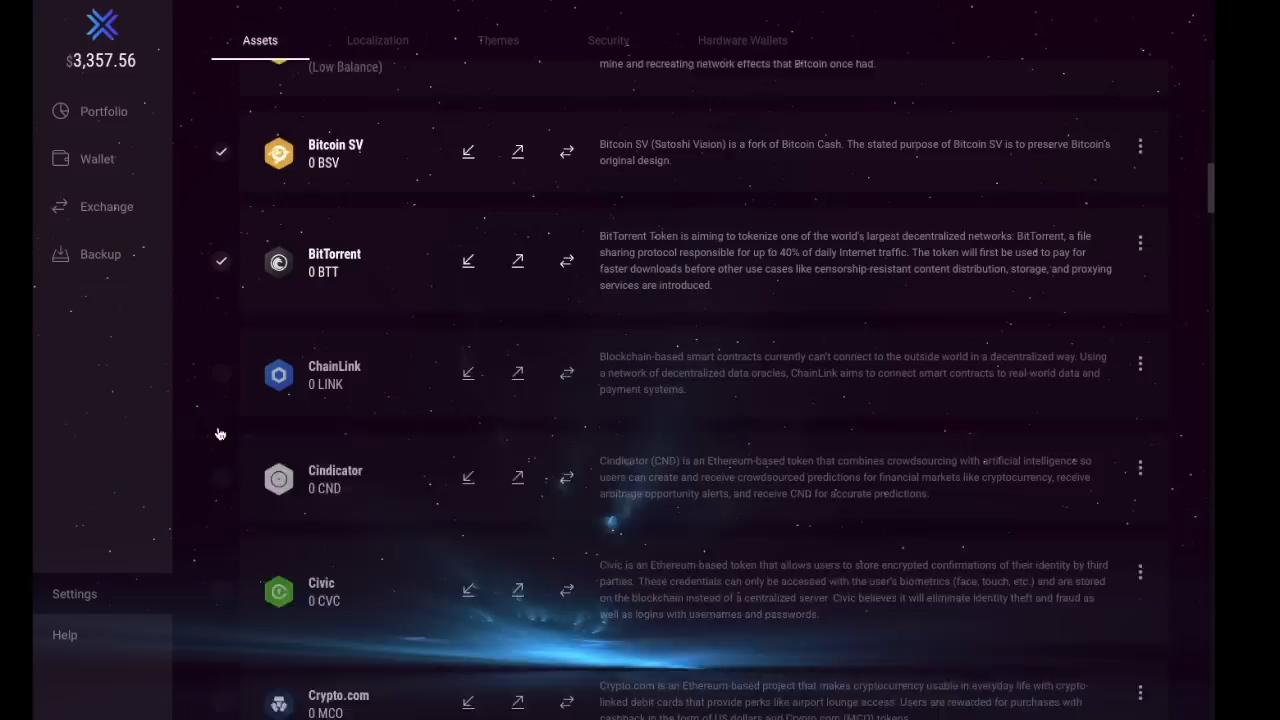 $3,357.56
Portfolio
Wallet
Exchange
Backup
Settings
Help
Assets
Localization
Themes
Security
Hardware Wallets
(Low Balance)
mine and recreating network effects that Bitcoin once had.
Bitcoin SV
0 BSV
Bitcoin SV (Satoshi Vision) is a fork of Bitcoin Cash. The stated purpose of Bitcoin SV is to preserve Bitcoin's
original design.
BitTorrent
0 BTT
BitTorrent Token is aiming to tokenize one of the world's largest decentralized networks: BitTorrent, a file
sharing protocol responsible for up to 40% of daily Internet traffic. The token will first be used to pay for
faster downloads before other use cases like censorship-resistant content distribution, storage, and proxying
services are introduced.
ChainLink
0 LINK
Blockchain-based smart contracts currently can't connect to the outside world in a decentralized way. Using
a network of decentralized data oracles, ChainLink aims to connect smart contracts to real-world data and
payment systems.
Cindicator
0 CND
Cindicator (CND) is an Ethereum-based token that combines crowdsourcing with artificial intelligence so
users can create and receive crowdsourced predictions for financial markets like cryptocurrency, receive
arbitrage opportunity alerts, and receive CND for accurate predictions.
Civic
0 CVC
Civic is an Ethereum-based token that allows users to store encrypted confirmations of their identity by third
parties. These credentials can only be accessed with the user's biometrics (face, touch, etc.) and are stored
on the blockchain instead of a centralized server. Civic believes it will eliminate identity theft and fraud as
well as logins with usernames and passwords.
Crypto.com
0 MCO
Crypto.com is an Ethereum-based project that makes cryptocurrency usable in everyday life with crypto-
linked debit cards that provide perks like airport lounge access. Users are rewarded for purchases with
cashback in the form of US dollars and Crypto.com (MCO) tokens.